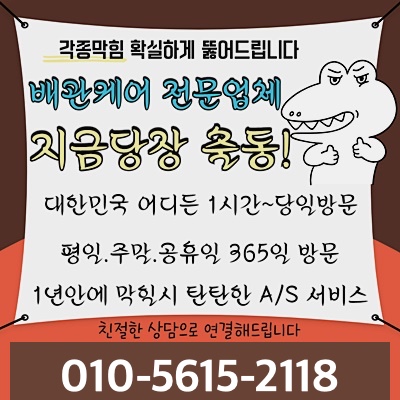 각종막힘 확실하게 뚫어드립니다
배관케어 전문업체
지금당장 출동!
대한민국 어디든 1시간~당일방문
평일.주말.공휴일 365일 방문
1년안에 막힐시 탄탄한 A/S 서비스
친절한 상담으로 연결해드립니다
010-5615-2118